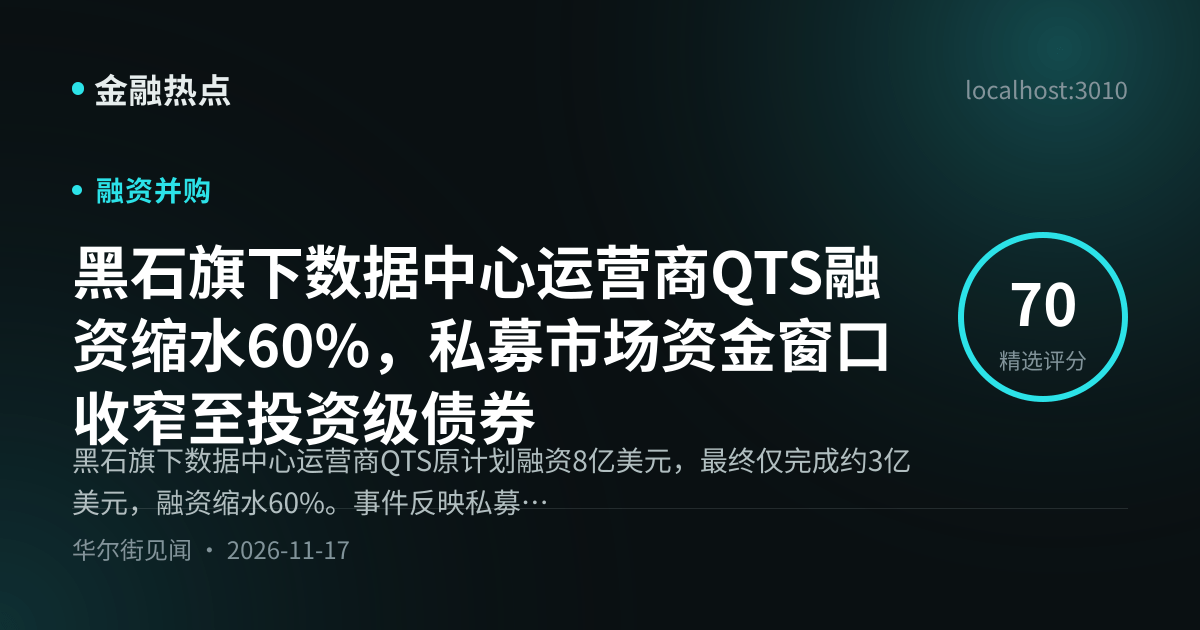 金融热点
localhost:3010
融资并购
黑石旗下数据中心运营商QTS融
资缩水60%，私募市场资金窗口
收窄至投资级债券
70
精选评分
黑石旗下数据中心运营商QTS原计划融资8亿美元，最终仅完成约3亿
美元，融资缩水60%。事件反映私募…
华尔街见闻 · 2026-11-17